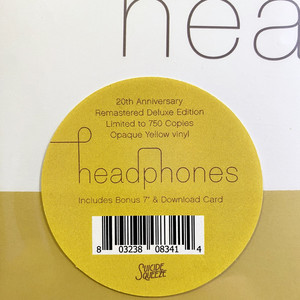 hea
20th Anniversary
Remastered Deluxe Edition
Limited to 750 Copies
Opaque Yellow vinyl
headphones
Includes Bonus 7" & Download Card
8 03238 08341 4
SUICIDE
SQUEEZE